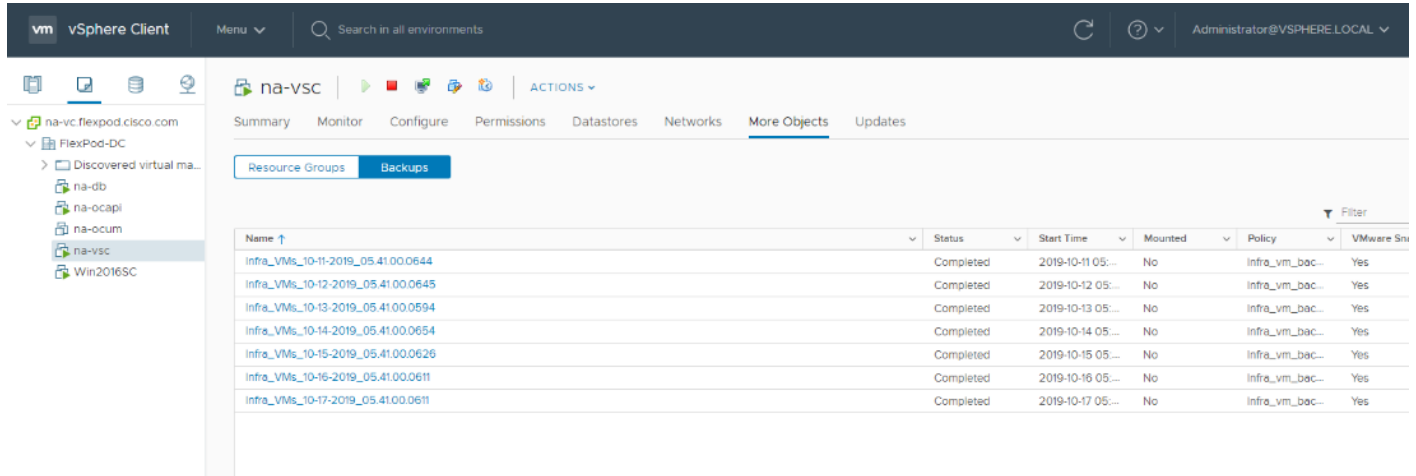 vm vSphere Client Menu Search in all environments Administrator@VSPHERE.LOCAL
na-vc.flexpod.cisco.com
FlexPod-DC
Discovered virtual ma...
na-db
na-ocapi
na-ocum
na-vsc
Win2016SC
na-vsc ACTIONS
Summary Monitor Configure Permissions Datastores Networks More Objects Updates
Resource Groups Backups
Filter
Name Status Start Time Mounted Policy VMware Sna
Infra_VMs_10-11-2019_05.41.00.0644 Completed 2019-10-11 05:... No Infra_vm_bac... Yes
Infra_VMs_10-12-2019_05.41.00.0645 Completed 2019-10-12 05:... No Infra_vm_bac... Yes
Infra_VMs_10-13-2019_05.41.00.0594 Completed 2019-10-13 05:... No Infra_vm_bac... Yes
Infra_VMs_10-14-2019_05.41.00.0654 Completed 2019-10-14 05:... No Infra_vm_bac... Yes
Infra_VMs_10-15-2019_05.41.00.0626 Completed 2019-10-15 05:... No Infra_vm_bac... Yes
Infra_VMs_10-16-2019_05.41.00.0611 Completed 2019-10-16 05:... No Infra_vm_bac... Yes
Infra_VMs_10-17-2019_05.41.00.0611 Completed 2019-10-17 05:... No Infra_vm_bac... Yes